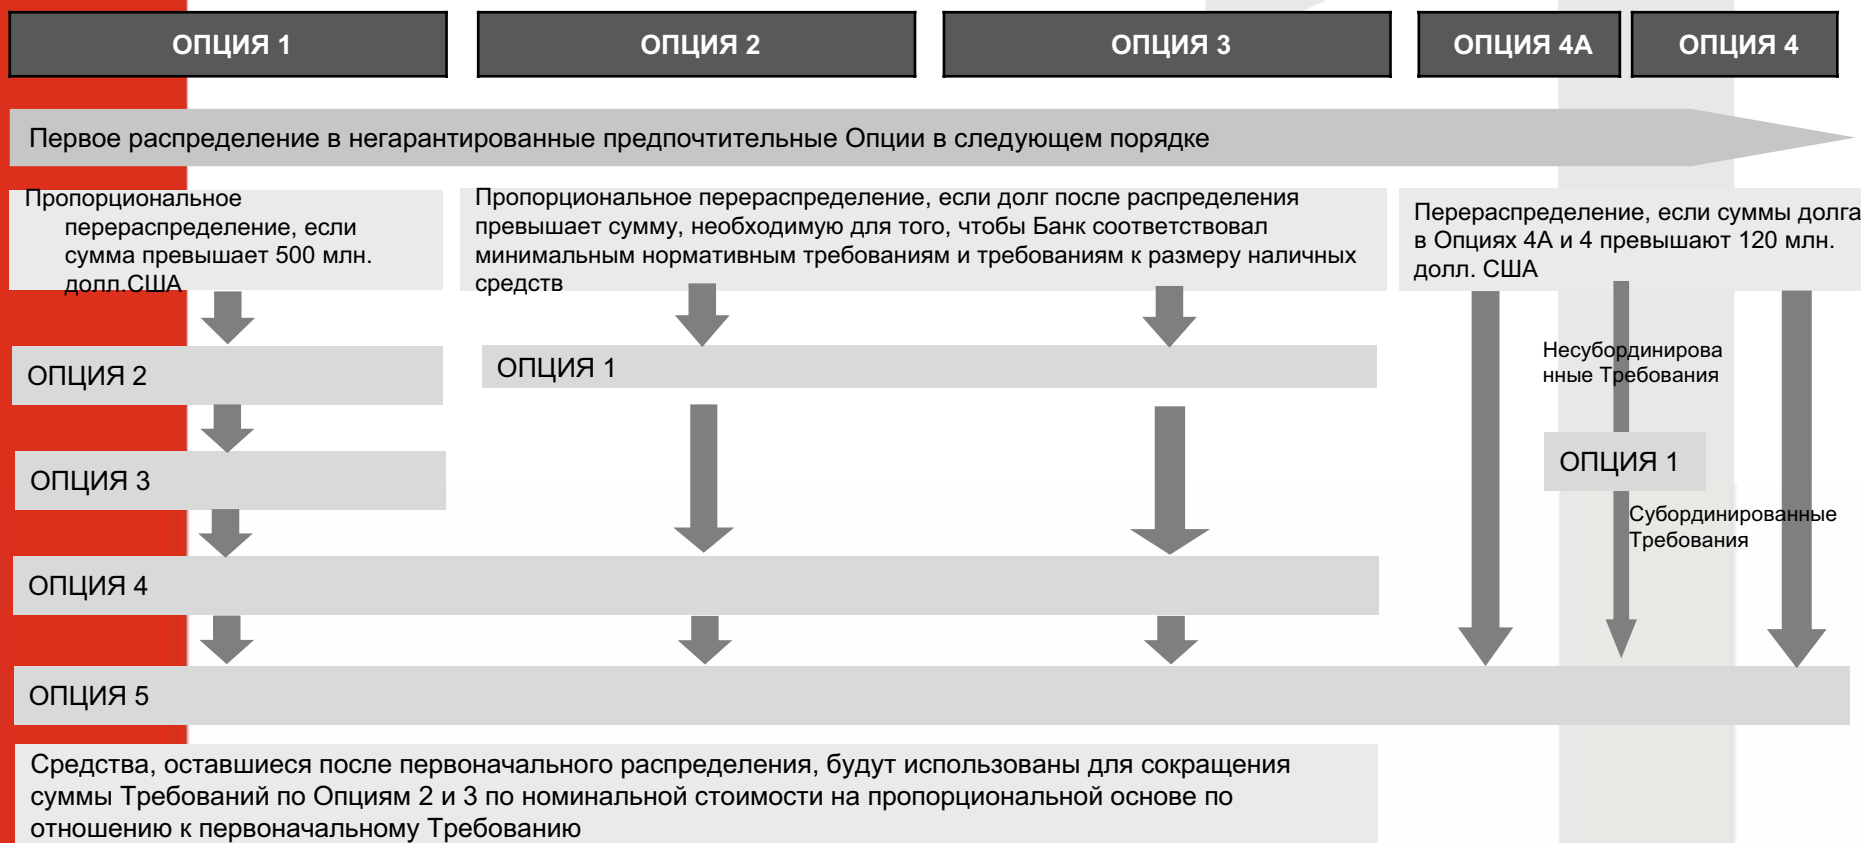 ОПЦИЯ 1
ОПЦИЯ 2
ОПЦИЯ 3
ОПЦИЯ 4А
ОПЦИЯ 4
Первое распределение в негарантированные предпочтительные Опции в следующем порядке
Пропорциональное
перераспределение, если
сумма превышает 500 млн.
долл.США
Пропорциональное перераспределение, если долг после распределения
превышает сумму, необходимую для того, чтобы Банк соответствовал
минимальным нормативным требованиям и требованиям к размеру наличных
средств
Перераспределение, если суммы долга
в Опциях 4А и 4 превышают 120 млн.
долл. США
ОПЦИЯ 2
ОПЦИЯ 1
Несубординирова
нные Требования
ОПЦИЯ 3
ОПЦИЯ 1
Субординированные
Требования
ОПЦИЯ 4
ОПЦИЯ 5
Средства, оставшиеся после первоначального распределения, будут использованы для сокращения
суммы Требований по Опциям 2 и 3 по номинальной стоимости на пропорциональной основе по
отношению к первоначальному Требованию